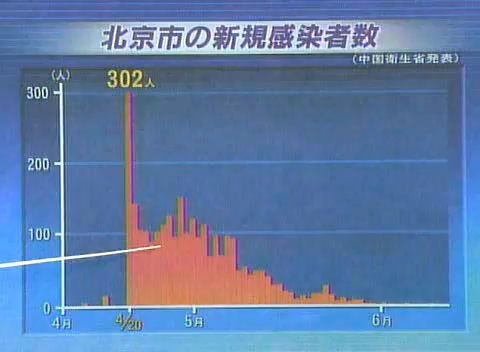 北京市の新規感染者数
(中国衛生省発表)
(人)
302人
300
200
100
0
4月
4/20
5月
6月